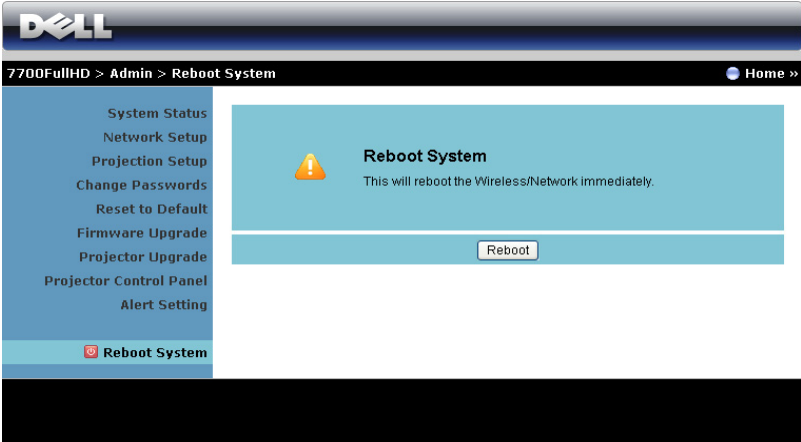 DELL
7700FullHD > Admin > Reboot System
Home »
System Status
Network Setup
Projection Setup
Change Passwords
Reset to Default
Firmware Upgrade
Projector Upgrade
Projector Control Panel
Alert Setting
Reboot System
Reboot System
This will reboot the Wireless/Network immediately.
Reboot